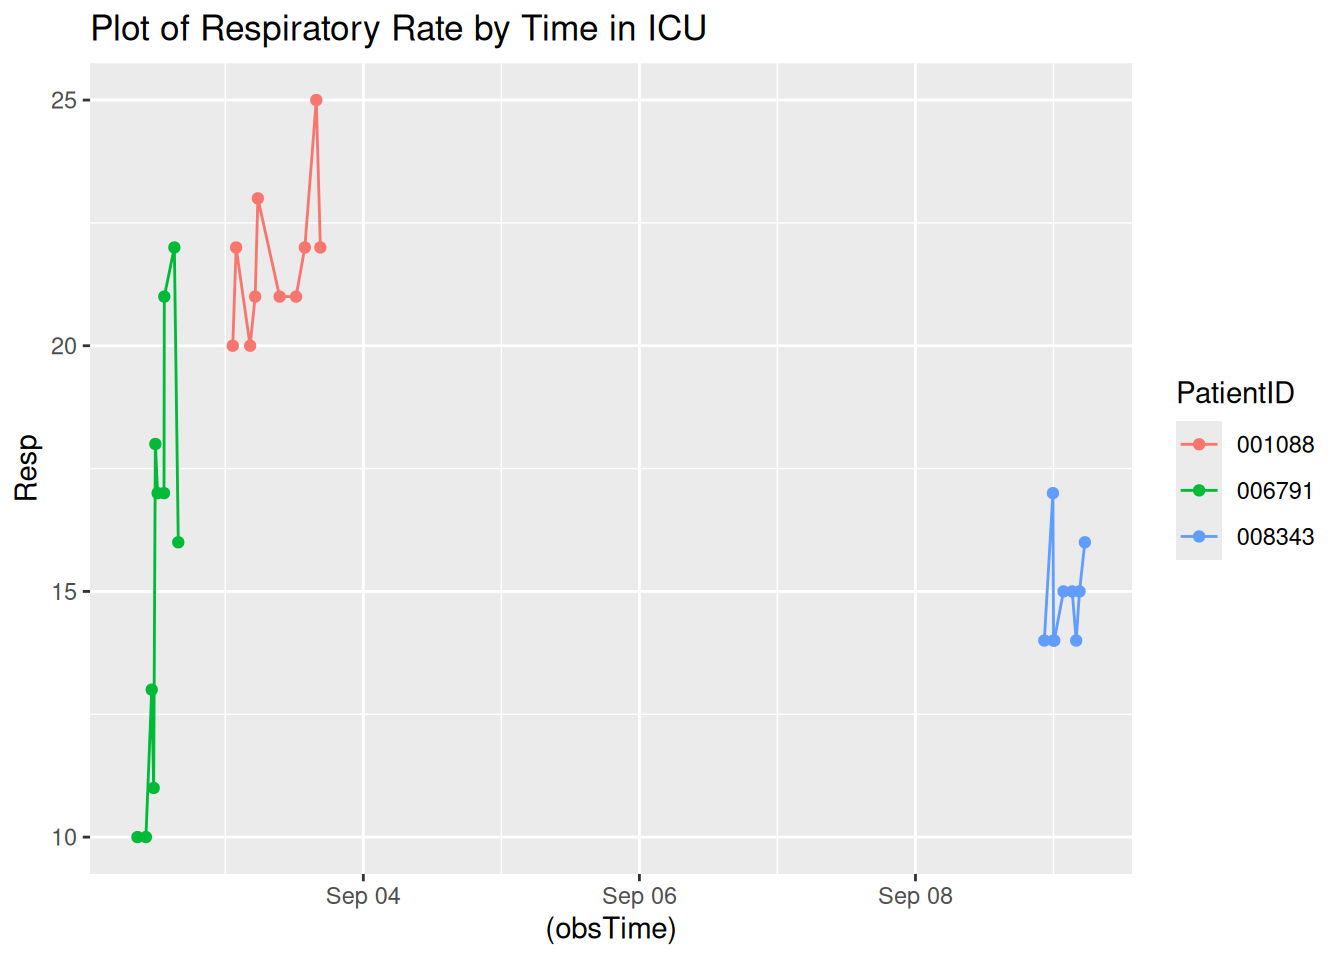 Plot of Respiratory Rate by Time in ICU
25
20
15
10
Resp
Sep 04
Sep 06
Sep 08
(obsTime)
PatientID
001088
006791
008343